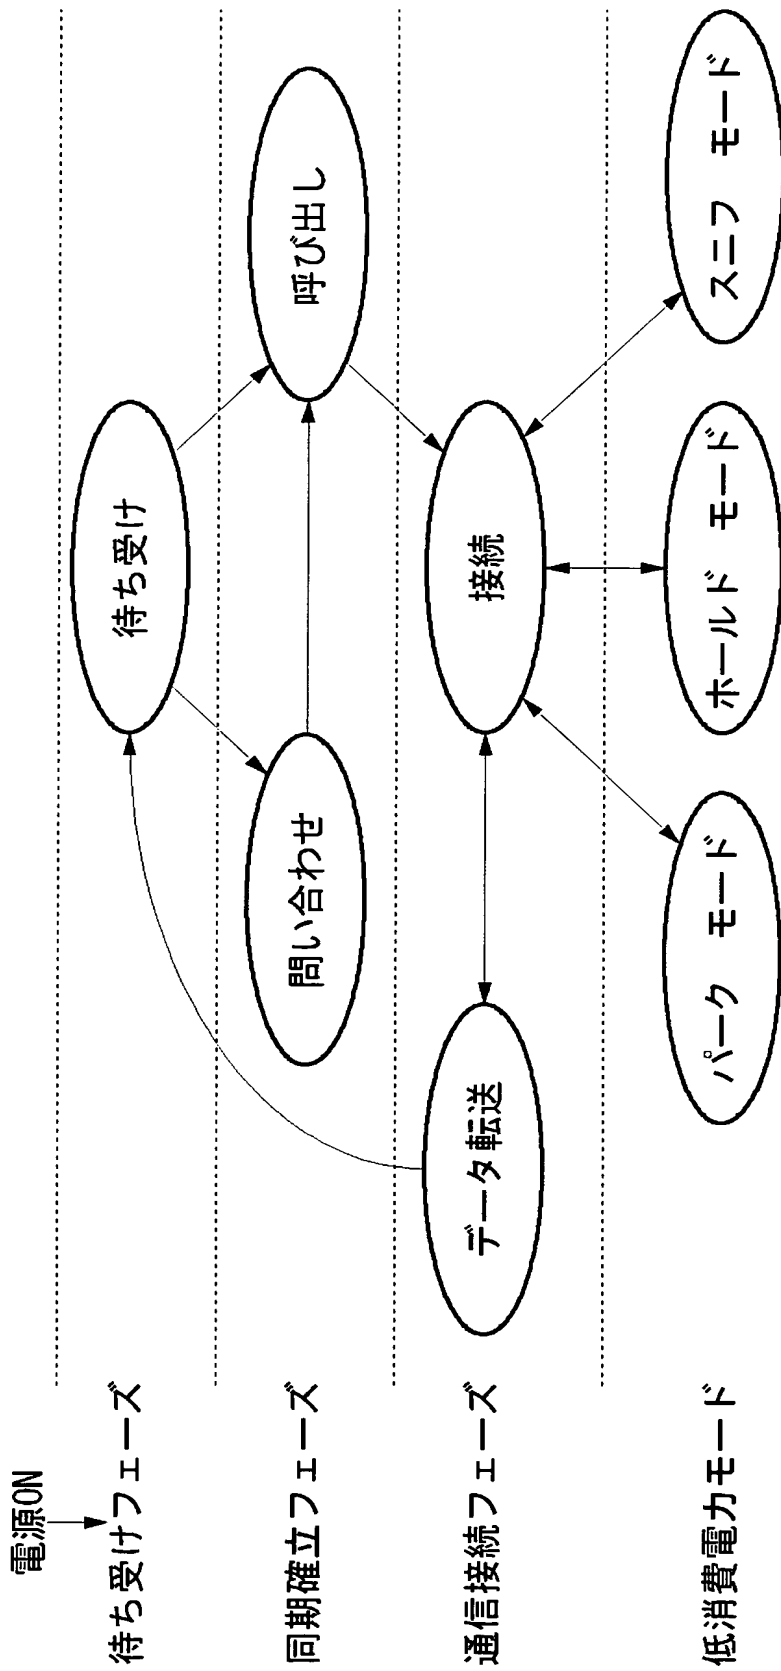 電源ON
待ち受けフェーズ
待ち受け
同期確立フェーズ
問い合わせ
呼び出し
通信接続フェーズ
データ転送
接続
低消費電力モード
パーク モード
ホールド モード
スニフ モード